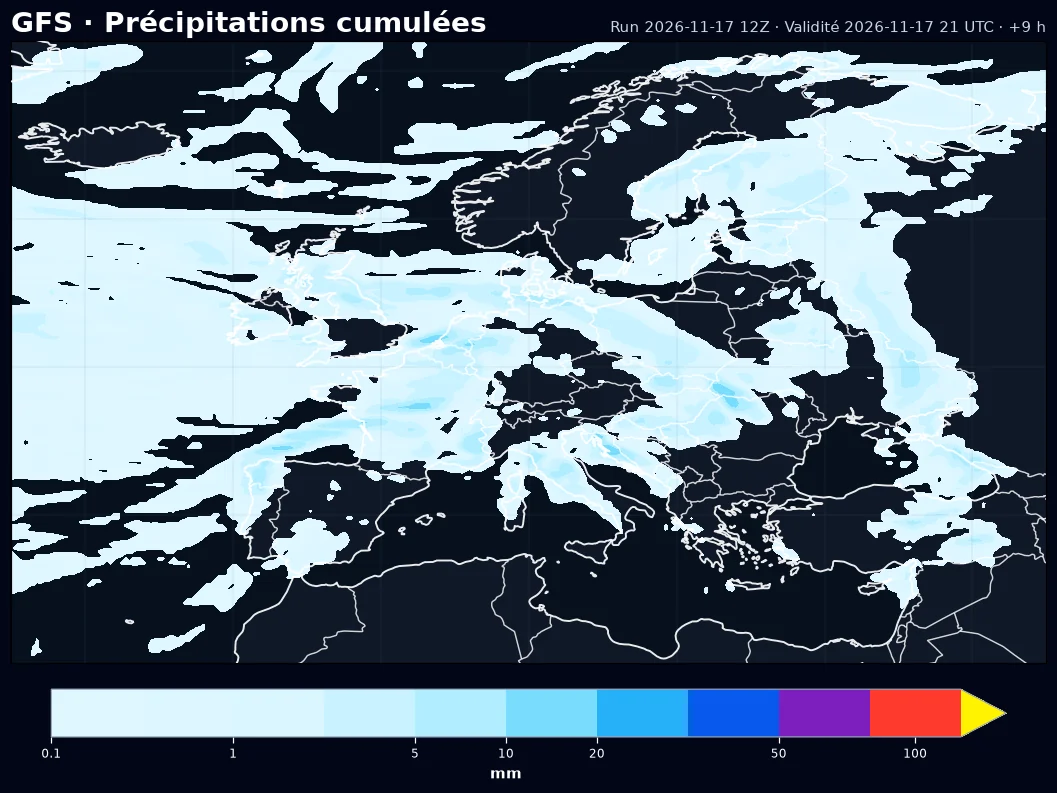 GFS · Précipitations cumulées
Run 2026-11-17 12Z · Validité 2026-11-17 21 UTC · +9 h
0.1 1 5 10 20 50 100
mm